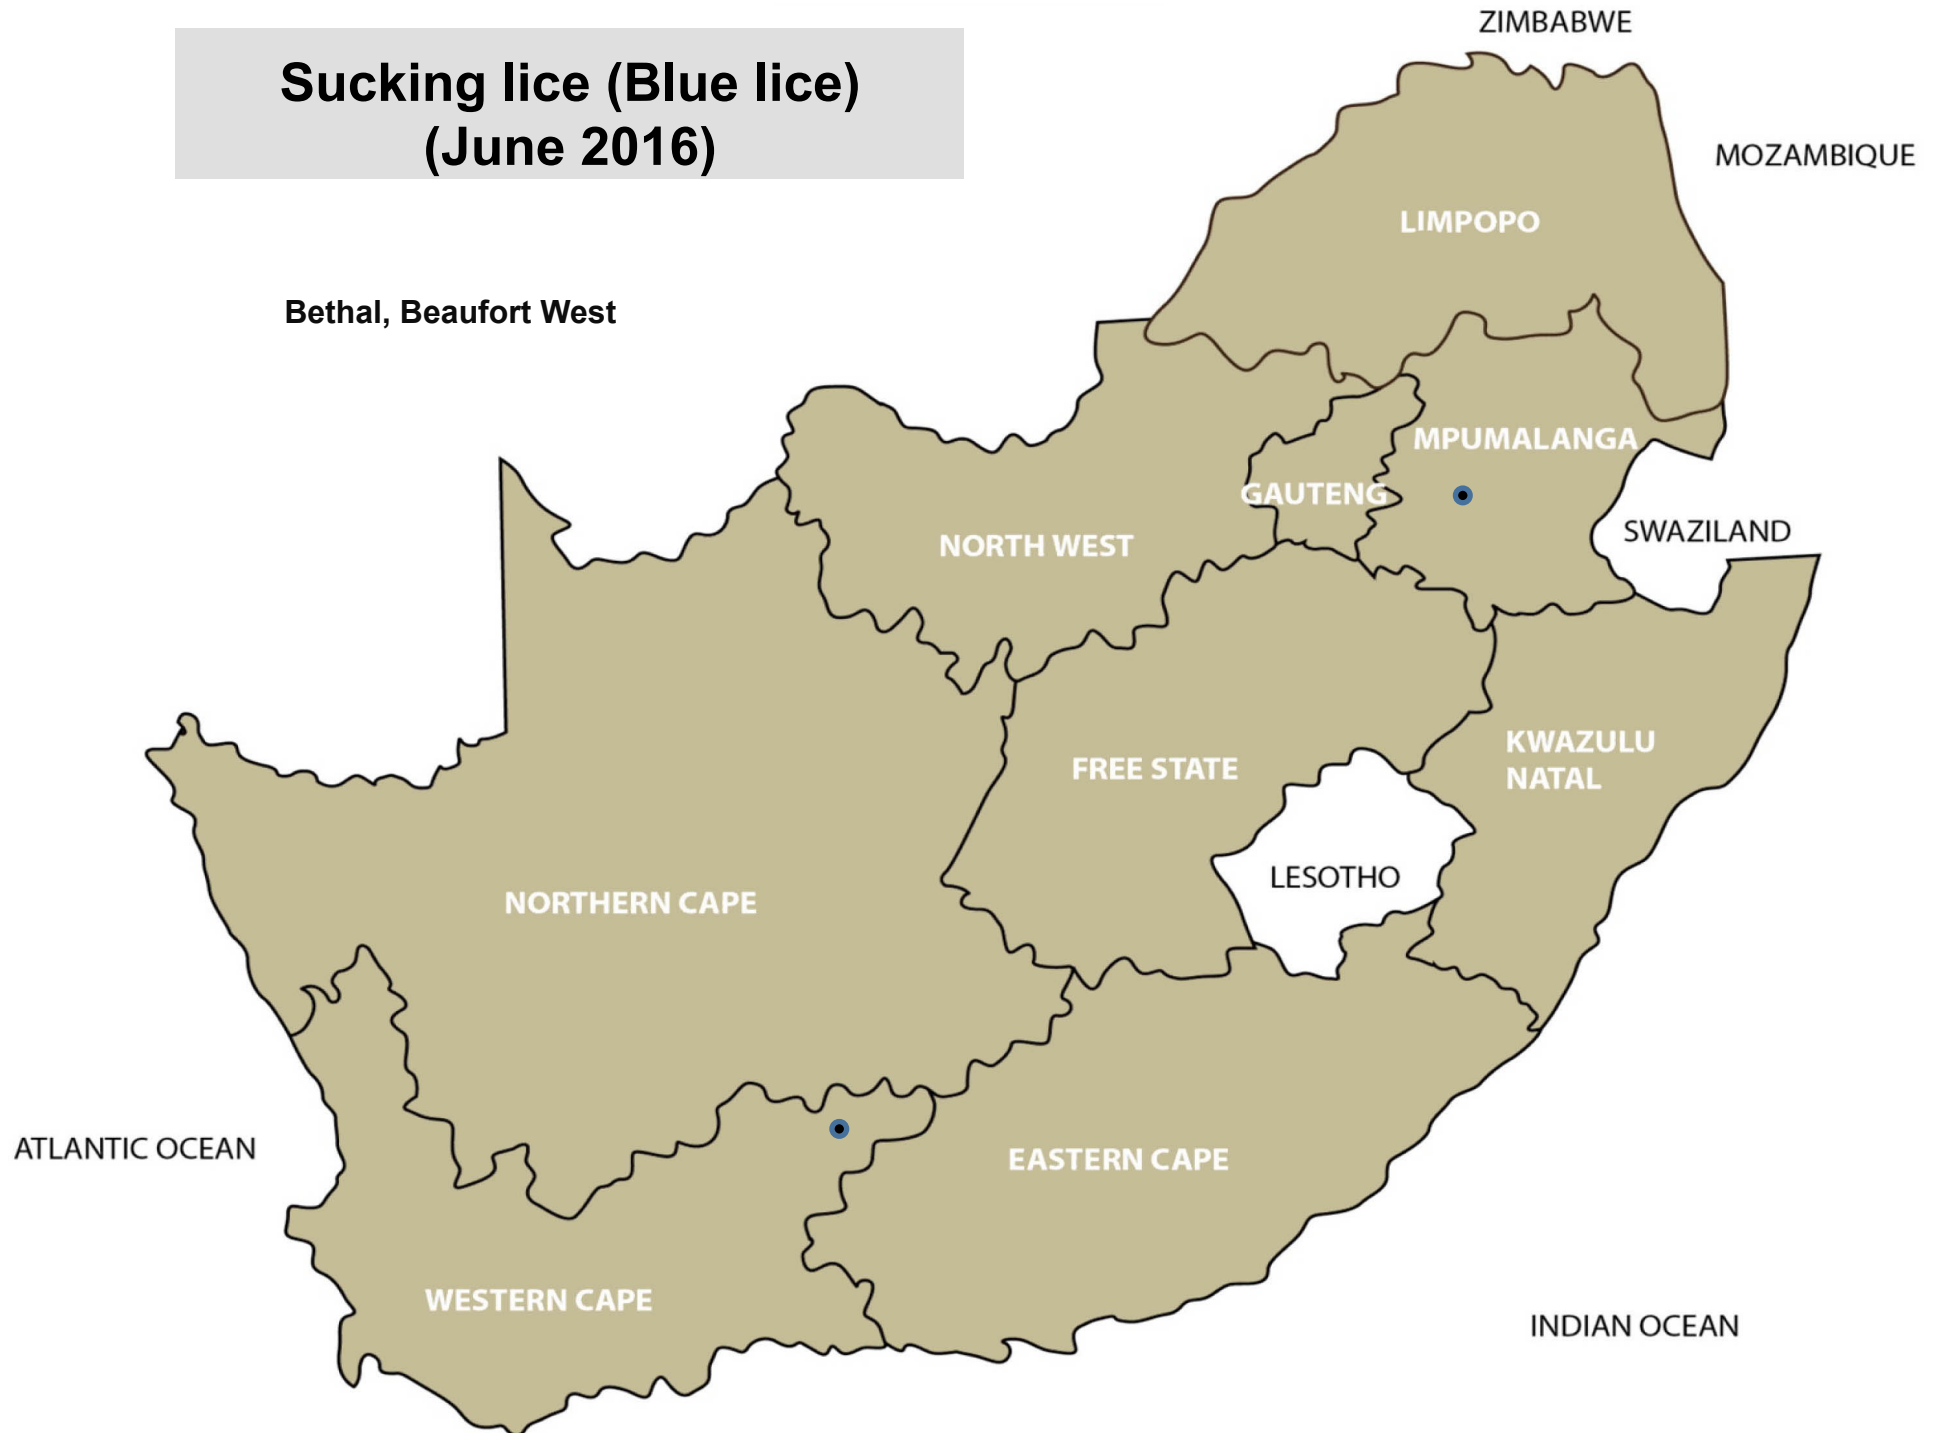 Sucking lice (Blue lice)
(June 2016)
Bethal, Beaufort West
ZIMBABWE
MOZAMBIQUE
LIMPOPO
MPUMALANGA
GAUTENG
SWAZILAND
NORTH WEST
KWAZULU
NATAL
FREE STATE
LESOTHO
NORTHERN CAPE
ATLANTIC OCEAN
EASTERN CAPE
WESTERN CAPE
INDIAN OCEAN